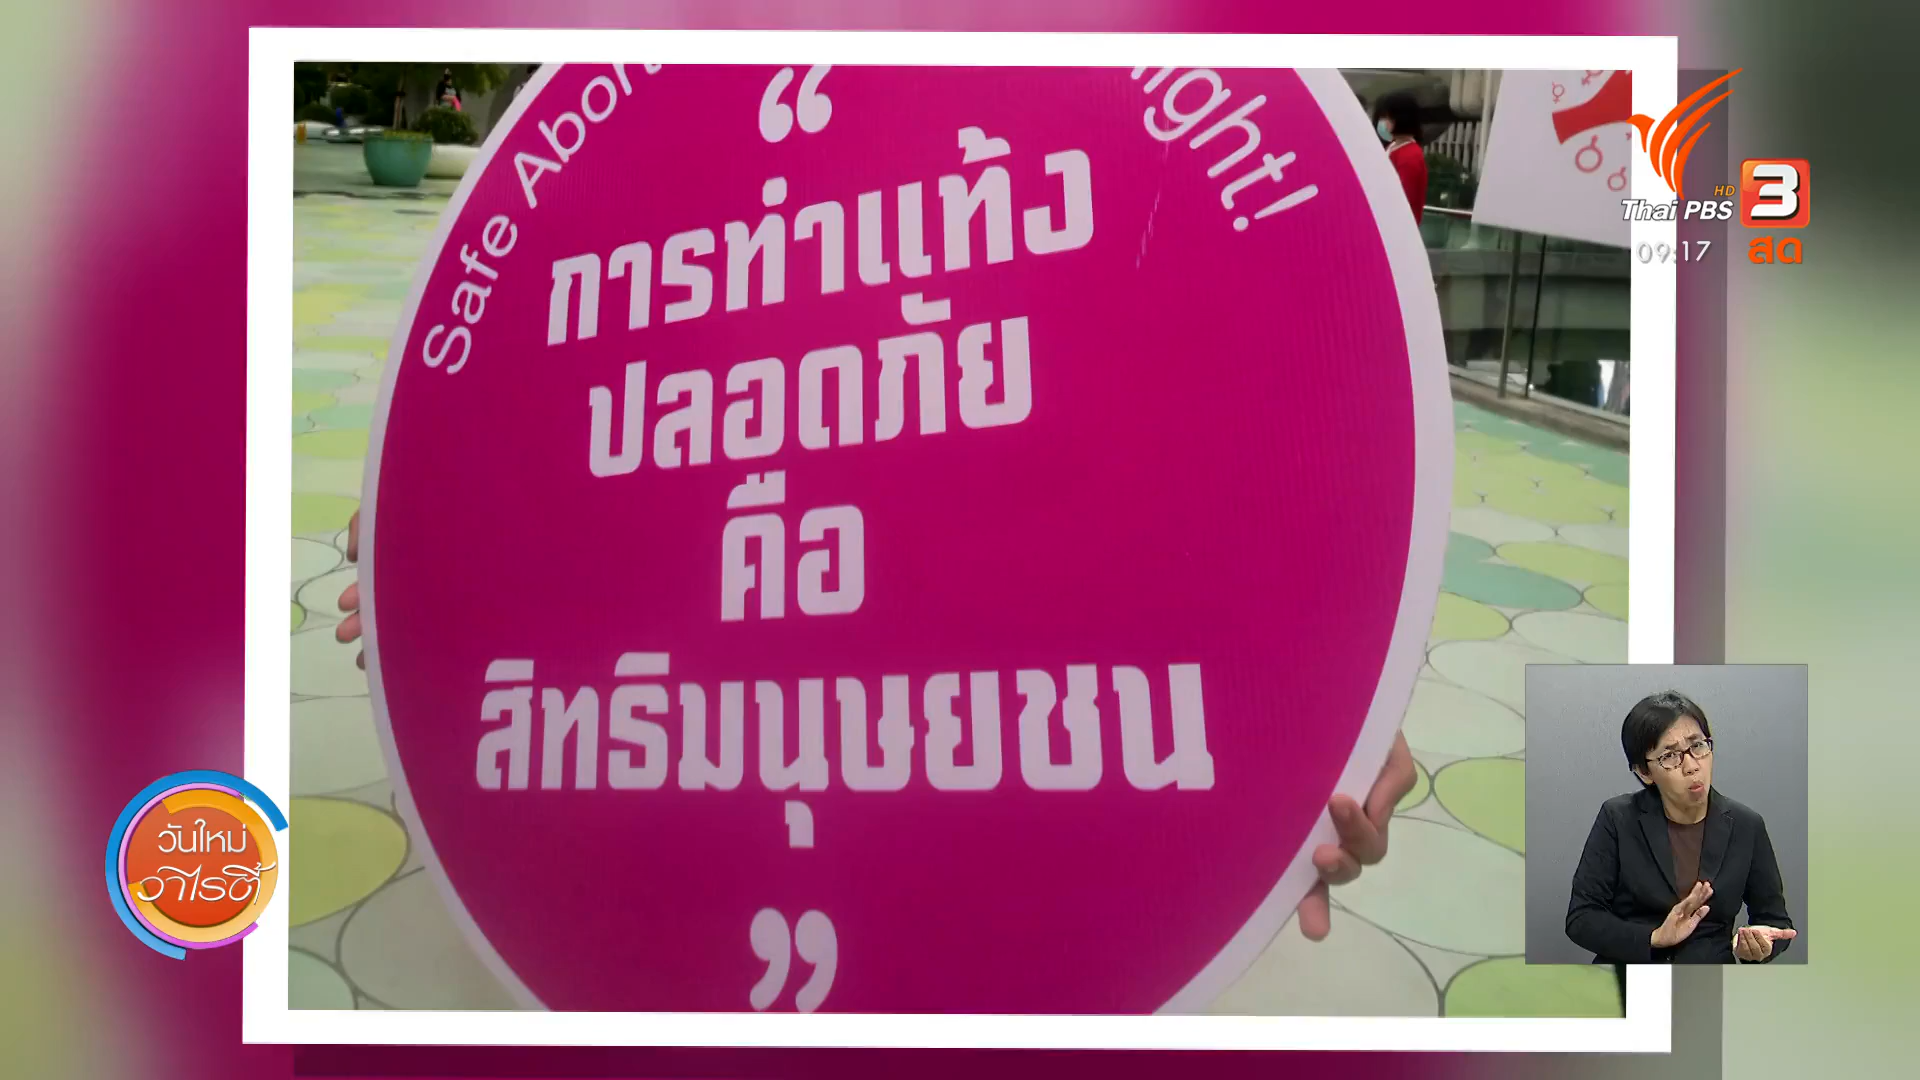 Safe Abor
ight!
“
การทำแท้ง
ปลอดภัย
คือ
สิทธิมนุษยชน
”
HD
Thai PBS 3
09:17 สด
วันใหม่
วาไรตี้